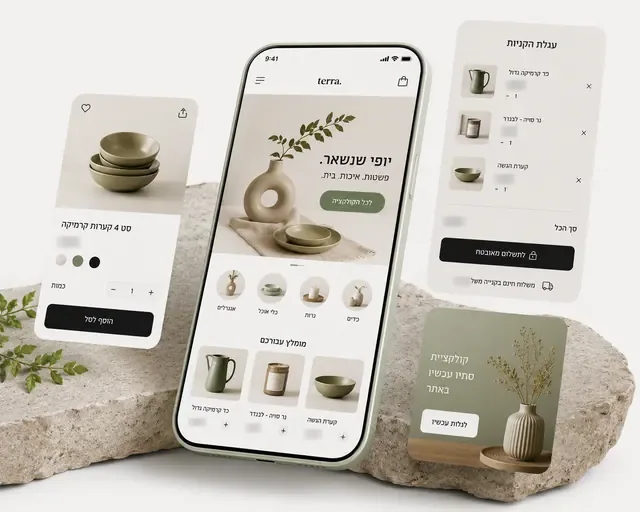 סט 4 קערות קרמיקה
כמות
− 1 +
הוסף לסל
9:41
terra.
יופי שנשאר.
פשטות. איכות. בית.
לכל הקולקציה
כדים
נרות
כלי אוכל
אגרטלים
מומלץ עבורכם
כד קרמיקה גדול
נר סויה - לבנדר
קערת הגשה
+
+
+
עגלת הקניות
פד קרמיקה גדול
×
− 1
נר סויה - לבנדר
×
− 1
קערת הגשה
×
− 1
סך הכל
לתשלום מאובטח
משלוח חינם בקנייה מעל
קולקציית
סתיו עכשיו
באתר
לגלות עכשיו